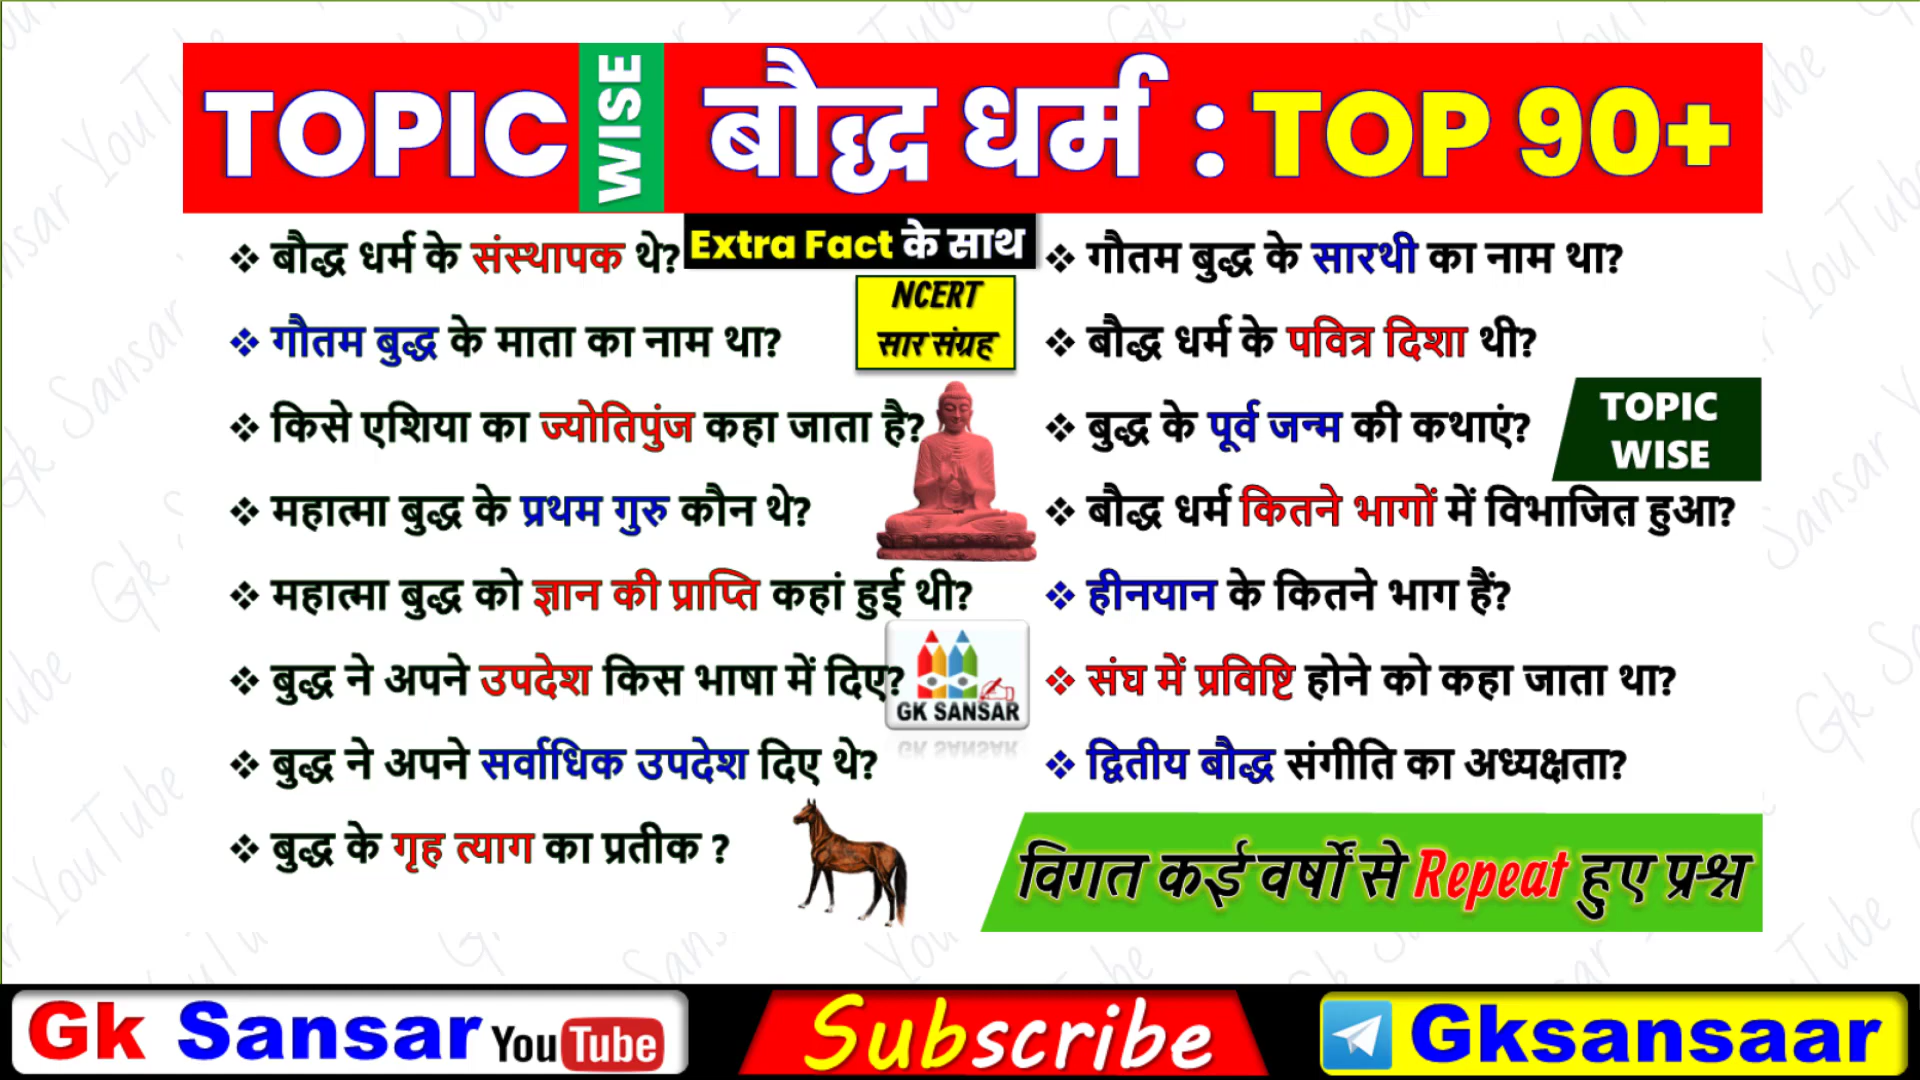 TOPIC WISE बौद्ध धर्म : TOP 90+
Extra Fact के साथ
NCERT
सार संग्रह
❖ बौद्ध धर्म के संस्थापक थे?
❖ गौतम बुद्ध के माता का नाम था?
❖ किसे एशिया का ज्योतिपुंज कहा जाता है?
❖ महात्मा बुद्ध के प्रथम गुरु कौन थे?
❖ महात्मा बुद्ध को ज्ञान की प्राप्ति कहां हुई थी?
❖ बुद्ध ने अपने उपदेश किस भाषा में दिए?
❖ बुद्ध ने अपने सर्वाधिक उपदेश दिए थे?
❖ बुद्ध के गृह त्याग का प्रतीक ?
GK SANSAR
❖ गौतम बुद्ध के सारथी का नाम था?
❖ बौद्ध धर्म के पवित्र दिशा थी?
❖ बुद्ध के पूर्व जन्म की कथाएं?
TOPIC
WISE
❖ बौद्ध धर्म कितने भागों में विभाजित हुआ?
❖ हीनयान के कितने भाग हैं?
❖ संघ में प्रविष्टि होने को कहा जाता था?
❖ द्वितीय बौद्ध संगीति का अध्यक्षता?
विगत कई वर्षों से Repeat हुए प्रश्न
Gk Sansar YouTube
Subscribe
Gksansaar